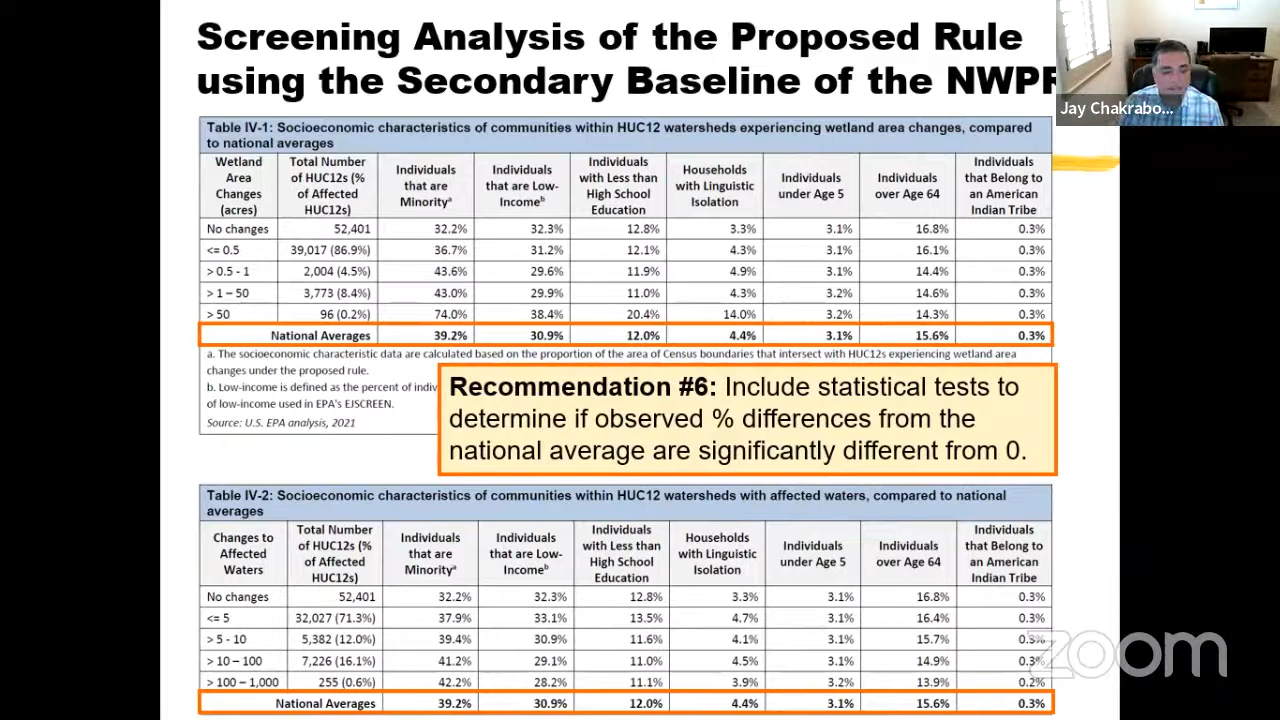 Screening Analysis of the Proposed Rule
using the Secondary Baseline of the NWPR
Jay Chakrabo...
Table IV-1: Socioeconomic characteristics of communities within HUC12 watersheds experiencing wetland area changes, compared
to national averages
Wetland Area Changes (acres) Total Number of HUC12s (% of Affected HUC12s) Individuals that are Minorityᵃ Individuals that are Low-Incomeᵇ Individuals with Less than High School Education Households with Linguistic Isolation Individuals under Age 5 Individuals over Age 64 Individuals that Belong to an American Indian Tribe
No changes 52,401 32.2% 32.3% 12.8% 3.3% 3.1% 16.8% 0.3%
<= 0.5 39,017 (86.9%) 36.7% 31.2% 12.1% 4.3% 3.1% 16.1% 0.3%
> 0.5 - 1 2,004 (4.5%) 43.6% 29.6% 11.9% 4.9% 3.1% 14.4% 0.3%
> 1 – 50 3,773 (8.4%) 43.0% 29.9% 11.0% 4.3% 3.2% 14.6% 0.3%
> 50 96 (0.2%) 74.0% 38.4% 20.4% 14.0% 3.2% 14.3% 0.3%
National Averages 39.2% 30.9% 12.0% 4.4% 3.1% 15.6% 0.3%
a. The socioeconomic characteristic data are calculated based on the proportion of the area of Census boundaries that intersect with HUC12s experiencing wetland area
changes under the proposed rule.
b. Low-income is defined as the percent of
of low-income used in EPA's EJSCREEN.
Source: U.S. EPA analysis, 2021
Recommendation #6: Include statistical tests to
determine if observed % differences from the
national average are significantly different from 0.
Table IV-2: Socioeconomic characteristics of communities within HUC12 watersheds with affected waters, compared to national
averages
Changes to Affected Waters Total Number of HUC12s (% of Affected HUC12s) Individuals that are Minorityᵃ Individuals that are Low-Incomeᵇ Individuals with Less than High School Education Households with Linguistic Isolation Individuals under Age 5 Individuals over Age 64 Individuals that Belong to an American Indian Tribe
No changes 52,401 32.2% 32.3% 12.8% 3.3% 3.1% 16.8% 0.3%
<= 5 32,027 (71.3%) 37.9% 33.1% 13.5% 4.7% 3.1% 16.4% 0.3%
> 5 - 10 5,382 (12.0%) 39.4% 30.9% 11.6% 4.1% 3.1% 15.7% 0.3%
> 10 – 100 7,226 (16.1%) 41.2% 29.1% 11.0% 4.5% 3.1% 14.9% 0.3%
> 100 – 1,000 255 (0.6%) 42.2% 28.2% 11.1% 3.9% 3.2% 13.9% 0.2%
National Averages 39.2% 30.9% 12.0% 4.4% 3.1% 15.6% 0.3%
zoom